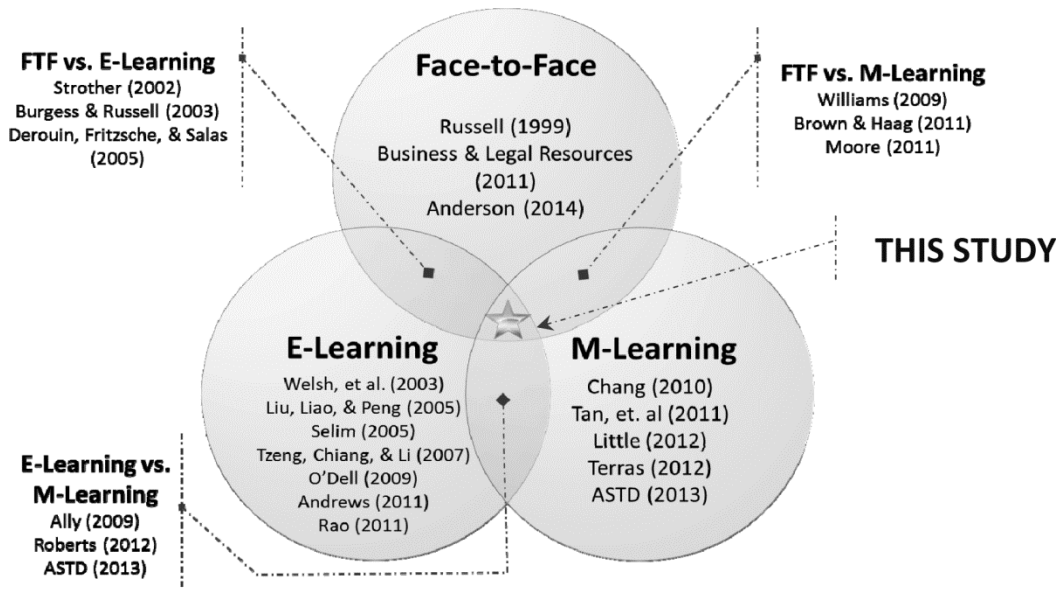 FTF vs. E-Learning
Strother (2002)
Burgess & Russell (2003)
Derouin, Fritzsche, & Salas
(2005)
Face-to-Face
Russell (1999)
Business & Legal Resources
(2011)
Anderson (2014)
FTF vs. M-Learning
Williams (2009)
Brown & Haag (2011)
Moore (2011)
THIS STUDY
E-Learning
Welsh, et al. (2003)
Liu, Liao, & Peng (2005)
Selim (2005)
Tzeng, Chiang, & Li (2007)
O'Dell (2009)
Andrews (2011)
Rao (2011)
M-Learning
Chang (2010)
Tan, et. al (2011)
Little (2012)
Terras (2012)
ASTD (2013)
E-Learning vs.
M-Learning
Ally (2009)
Roberts (2012)
ASTD (2013)